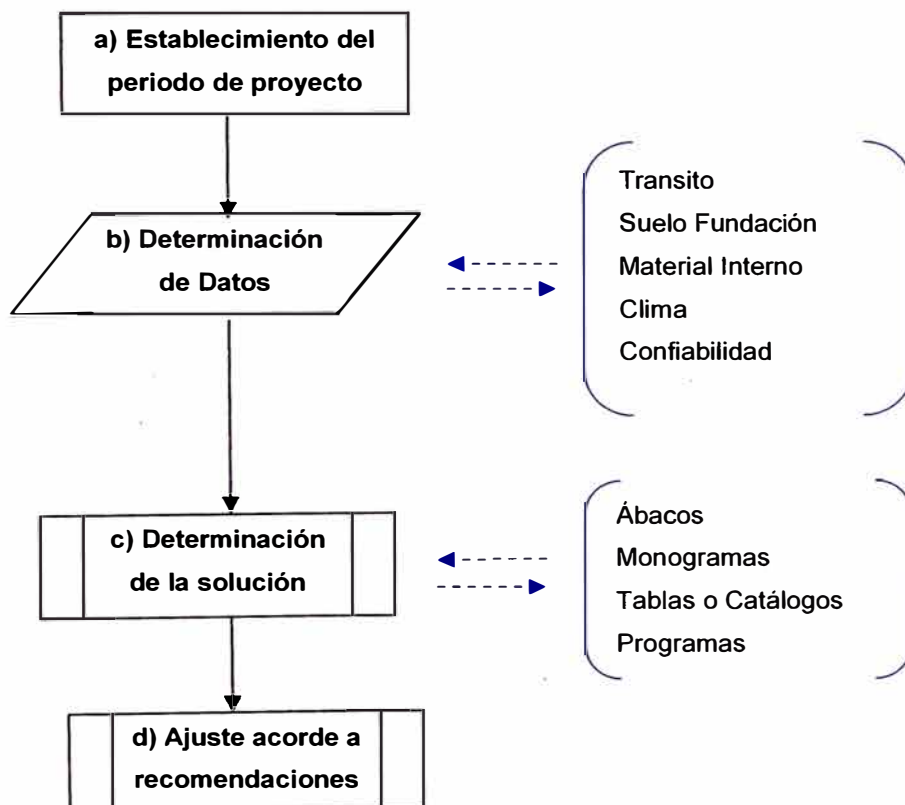 a) Establecimiento del
periodo de proyecto
b) Determinación
de Datos
Transito
Suelo Fundación
Material Interno
Clima
Confiabilidad
c) Determinación
de la solución
Ábacos
Monogramas
Tablas o Catálogos
Programas
d) Ajuste acorde a
recomendaciones